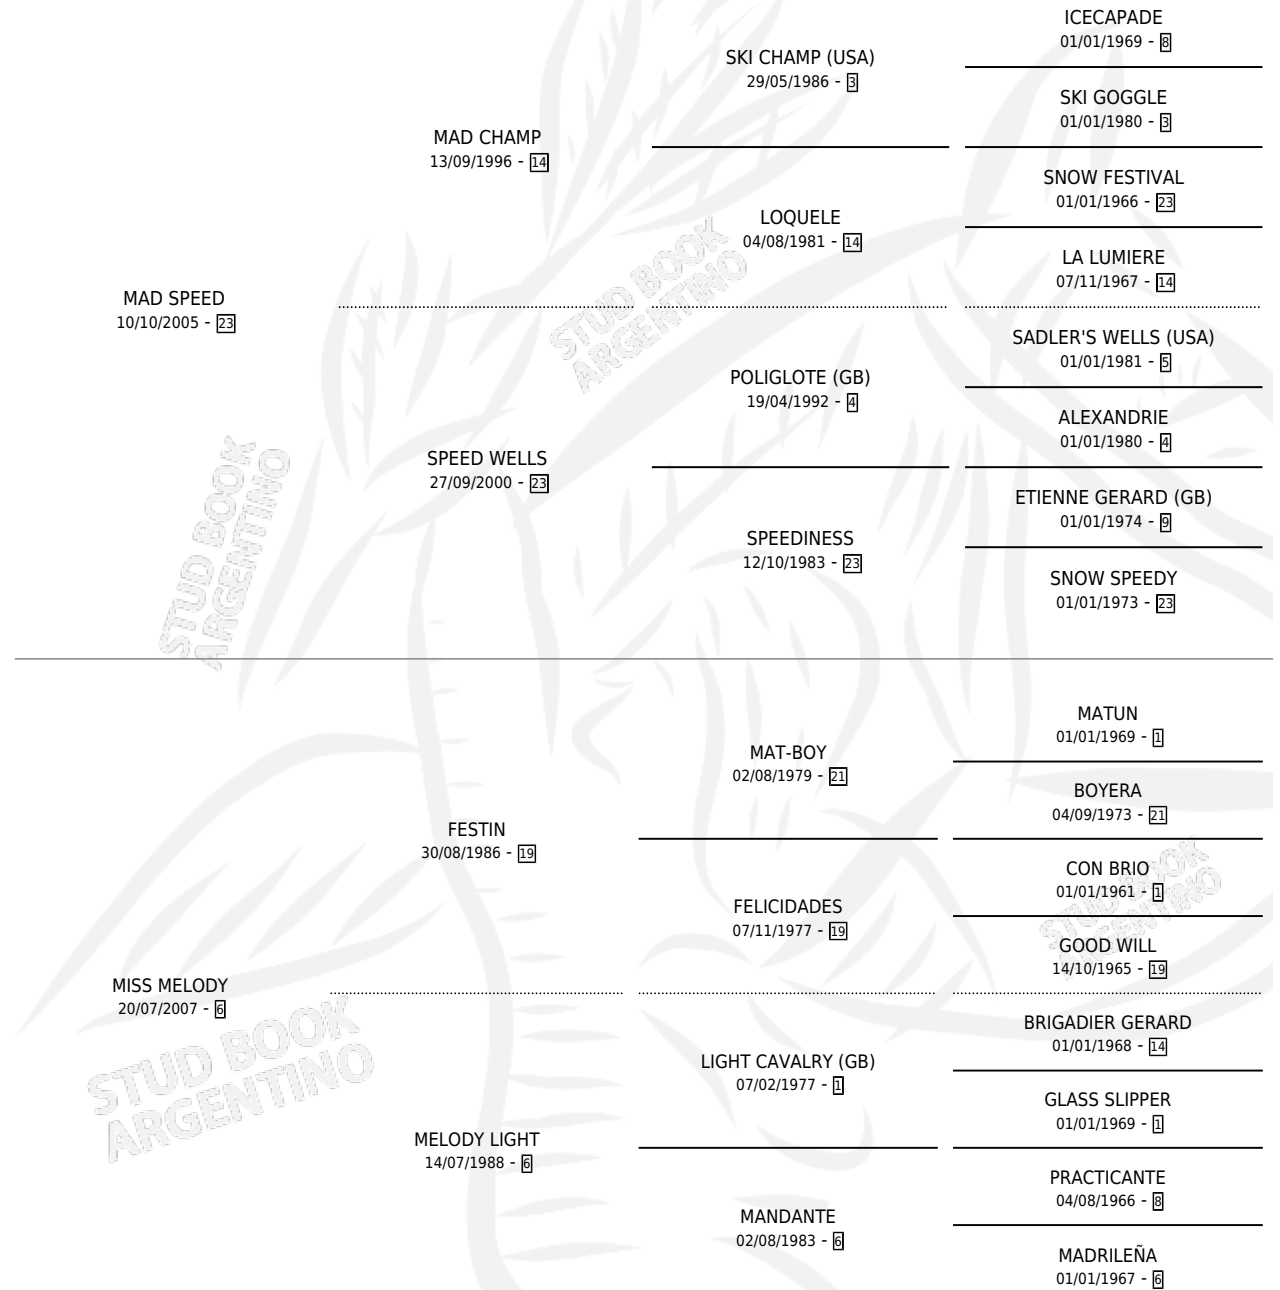 ICECAPADE
01/01/1969 - 8
SKI CHAMP (USA)
29/05/1986 - 3
SKI GOGGLE
01/01/1980 - 3
MAD CHAMP
13/09/1996 - 14
SNOW FESTIVAL
01/01/1966 - 23
LOQUELE
04/08/1981 - 14
LA LUMIERE
07/11/1967 - 14
MAD SPEED
10/10/2005 - 23
SADLER'S WELLS (USA)
01/01/1981 - 5
POLIGLOTE (GB)
19/04/1992 - 4
ALEXANDRIE
01/01/1980 - 4
SPEED WELLS
27/09/2000 - 23
ETIENNE GERARD (GB)
01/01/1974 - 9
SPEEDINESS
12/10/1983 - 23
SNOW SPEEDY
01/01/1973 - 23
MATUN
01/01/1969 - 1
MAT-BOY
02/08/1979 - 21
BOYERA
04/09/1973 - 21
FESTIN
30/08/1986 - 19
CON BRIO
01/01/1961 - 1
FELICIDADES
07/11/1977 - 19
GOOD WILL
14/10/1965 - 19
MISS MELODY
20/07/2007 - 6
BRIGADIER GERARD
01/01/1968 - 14
LIGHT CAVALRY (GB)
07/02/1977 - 1
GLASS SLIPPER
01/01/1969 - 1
MELODY LIGHT
14/07/1988 - 6
PRACTICANTE
04/08/1966 - 8
MANDANTE
02/08/1983 - 6
MADRILEÑA
01/01/1967 - 6
STUD BOOK
ARGENTINO
STUD BOOK
ARGENTINO
STUD BOOK
ARGENTINO
STUD BOOK
ARGENTINO